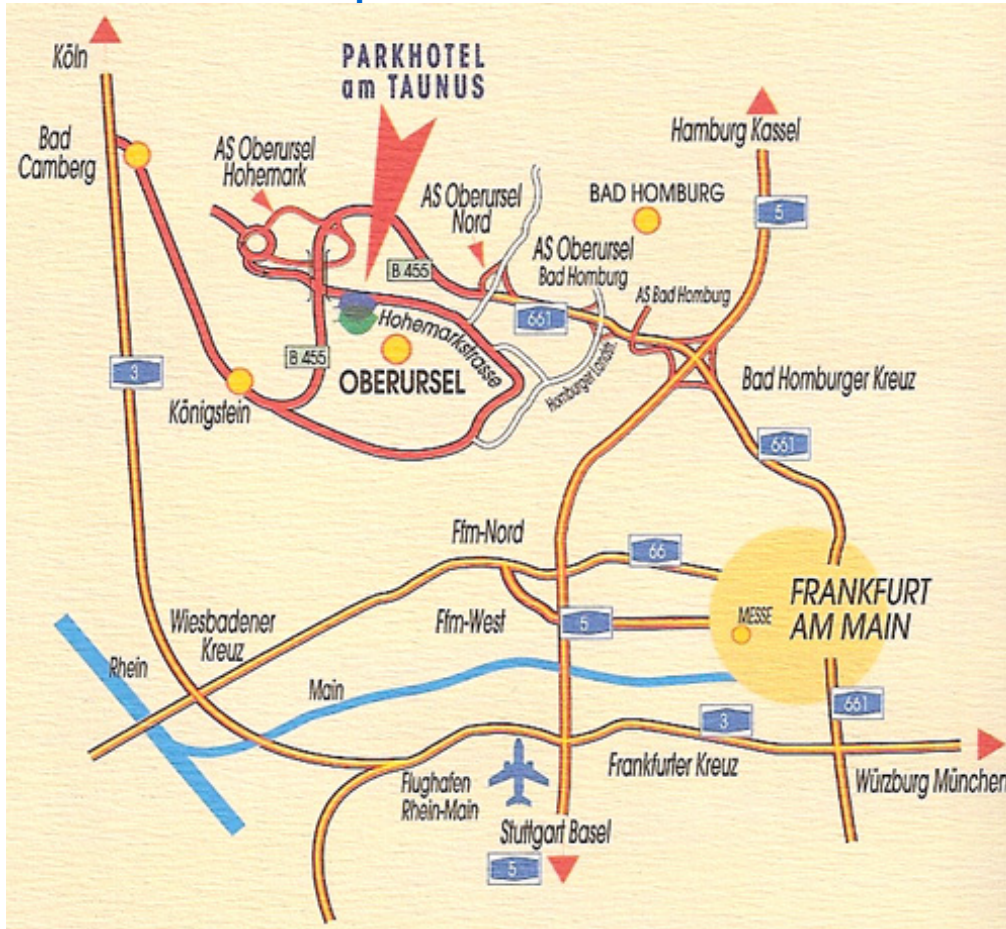 Köln
PARKHOTEL
am TAUNUS
Hamburg Kassel
Bad
Camberg
AS Oberursel
Hohemark
AS Oberursel
Nord
BAD HOMBURG
5
AS Oberursel
Bad Homburg
B 455
AS Bad Homburg
661
Hohemarkstrasse
B 455
OBERURSEL
Homburger Landstr.
3
Königstein
Bad Homburger Kreuz
661
Ffm-Nord
66
Wiesbadener
Kreuz
Ffm-West
5
MESSE
FRANKFURT
AM MAIN
Rhein
Main
661
3
Frankfurter Kreuz
Flughafen
Rhein-Main
Würzburg München
Stuttgart Basel
5